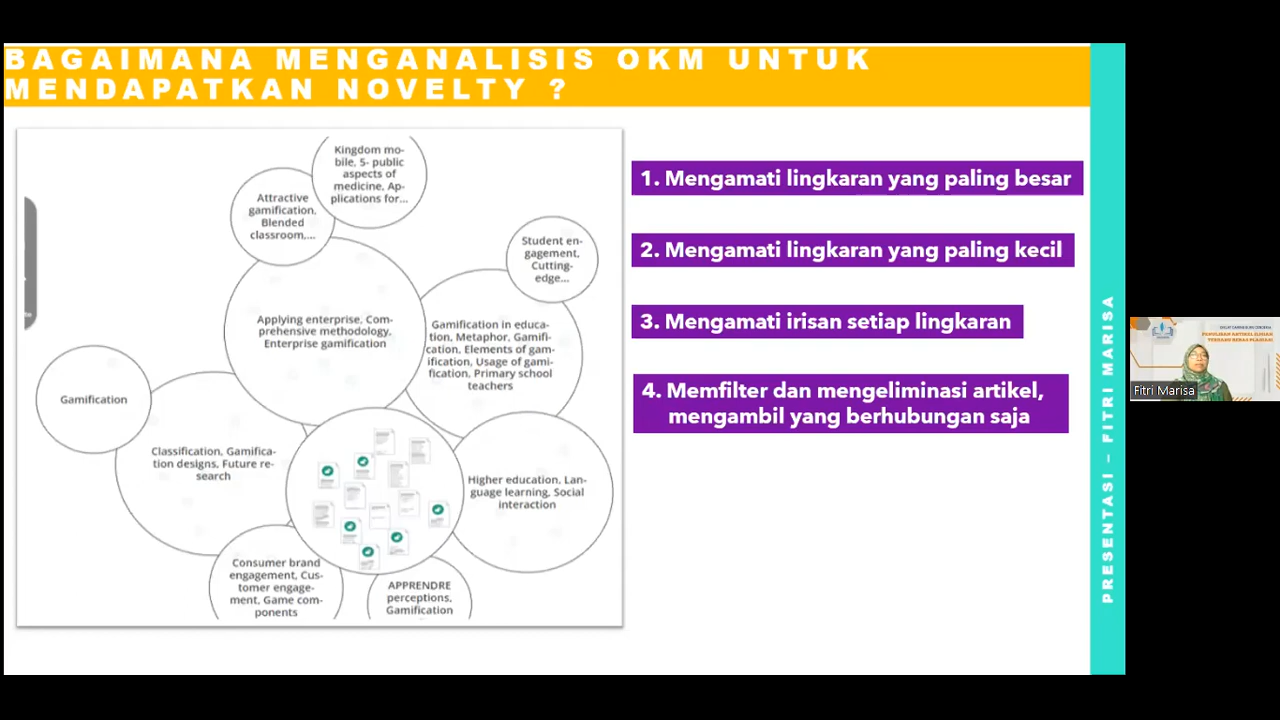 BAGAIMANA MENGANALISIS OKM UNTUK
MENDAPATKAN NOVELTY ?
Kingdom mo-
bile, 5- public
aspects of
medicine, Ap-
plications for...
Attractive
gamification,
Blended
classroom,...
Student en-
gagement,
Cutting-
edge...
Applying enterprise, Com-
prehensive methodology,
Enterprise gamification
Gamification in educa-
tion, Metaphor, Gamifi-
cation, Elements of gam-
ification, Usage of gami-
fication, Primary school
teachers
Gamification
Classification, Gamifica-
tion designs, Future re-
search
Higher education, Lan-
guage learning, Social
interaction
Consumer brand
engagement, Cus-
tomer engage-
ment, Game com-
ponents
APPRENDRE
perceptions,
Gamification
1. Mengamati lingkaran yang paling besar
2. Mengamati lingkaran yang paling kecil
3. Mengamati irisan setiap lingkaran
4. Memfilter dan mengeliminasi artikel,
mengambil yang berhubungan saja
PRESENTASI – FITRI MARISA
Fitri Marisa